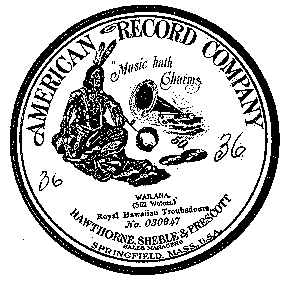 AMERICAN RECORD COMPANY
"Music hath
Charms"
36
36
WAILANA.
Royal Hawaiian Troubadours
No. 030947
HAWTHORNE, SHEBLE & PRESCOTT
SALES MANAGERS
SPRINGFIELD, MASS., U.S.A.